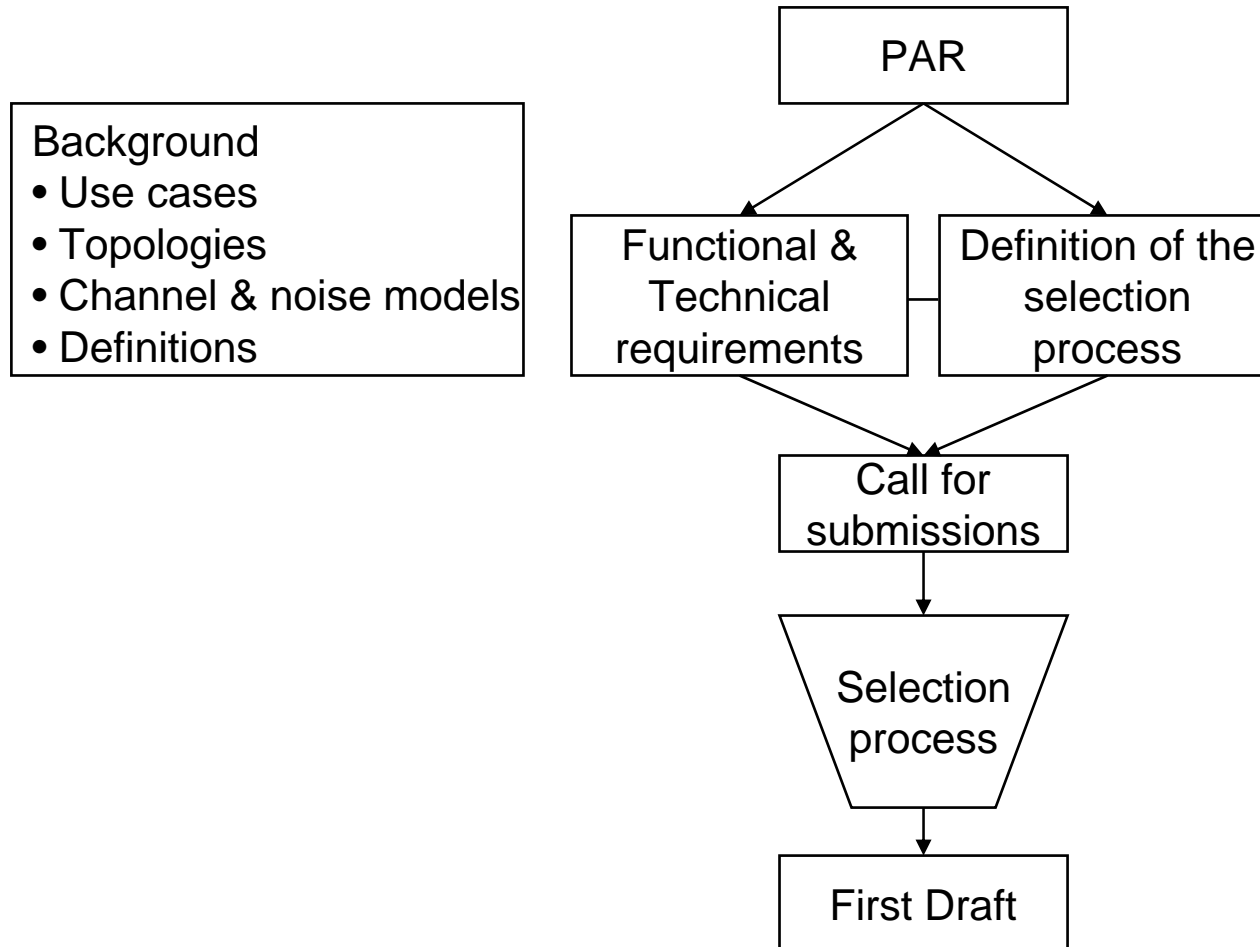 PAR
Background
• Use cases
• Topologies
• Channel & noise models
• Definitions
Functional &
Technical
requirements
Definition of the
selection
process
Call for
submissions
Selection
process
First Draft